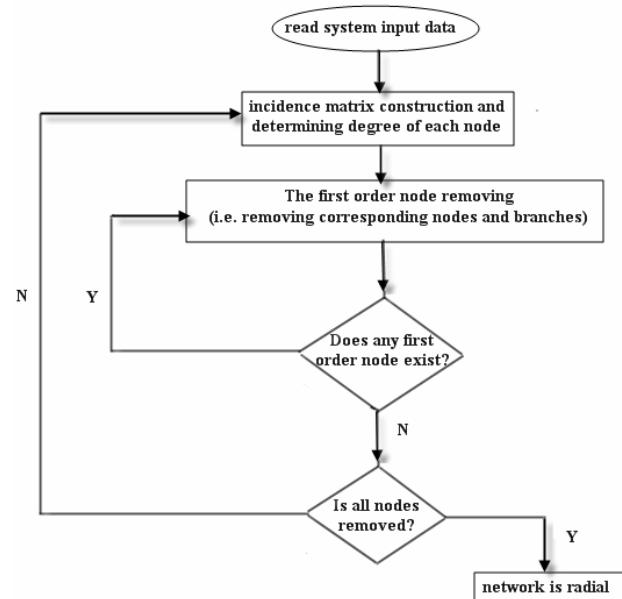 read system input data
incidence matrix construction and
determining degree of each node
The first order node removing
(i.e. removing corresponding nodes and branches)
N
Y
Does any first
order node exist?
N
Is all nodes
removed?
Y
network is radial